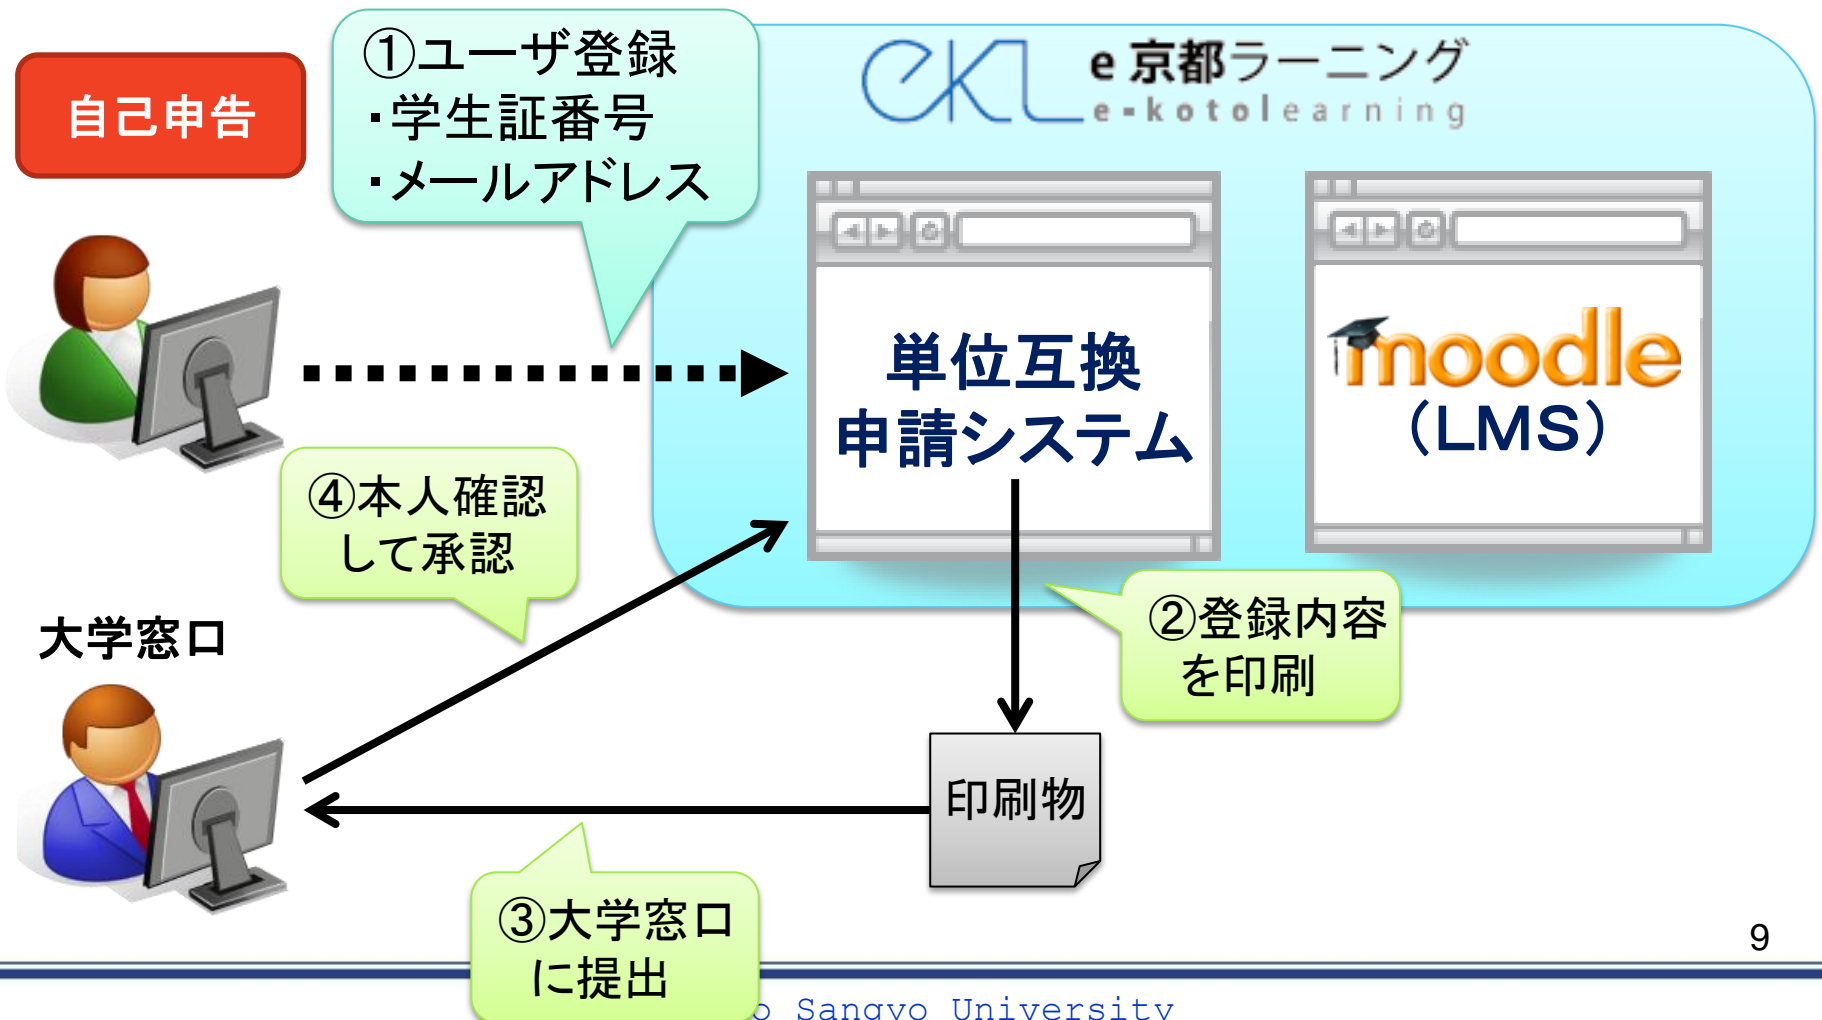 自己申告
①ユーザ登録
・学生証番号
・メールアドレス
eKL
e京都ラーニング
e-kotolearning
単位互換
申請システム
moodle
（LMS）
④本人確認
して承認
②登録内容
を印刷
大学窓口
印刷物
③大学窓口
に提出
9
o Sangyo University